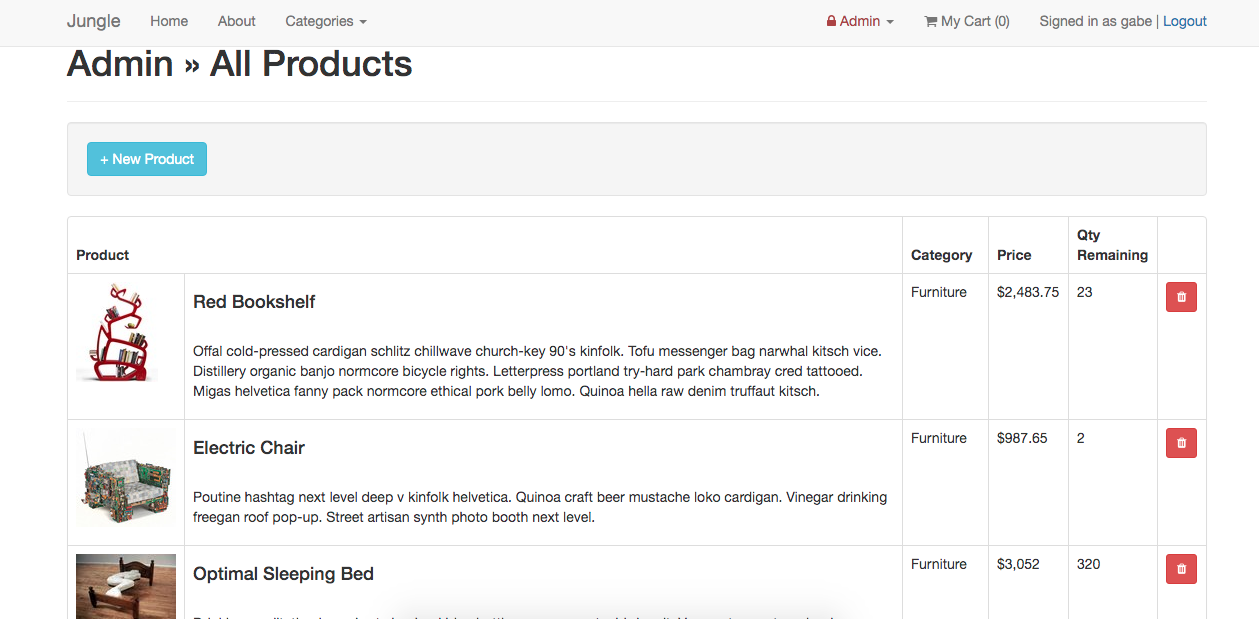 Jungle Home About Categories Admin My Cart (0) Signed in as gabe | Logout
Admin » All Products
+ New Product
Product Category Price Qty Remaining
Red Bookshelf Furniture $2,483.75 23
Offal cold-pressed cardigan schlitz chillwave church-key 90's kinfolk. Tofu messenger bag narwhal kitsch vice.
Distillery organic banjo normcore bicycle rights. Letterpress portland try-hard park chambray cred tattooed.
Migas helvetica fanny pack normcore ethical pork belly lomo. Quinoa hella raw denim truffaut kitsch.
Electric Chair Furniture $987.65 2
Poutine hashtag next level deep v kinfolk helvetica. Quinoa craft beer mustache loko cardigan. Vinegar drinking
freegan roof pop-up. Street artisan synth photo booth next level.
Optimal Sleeping Bed Furniture $3,052 320